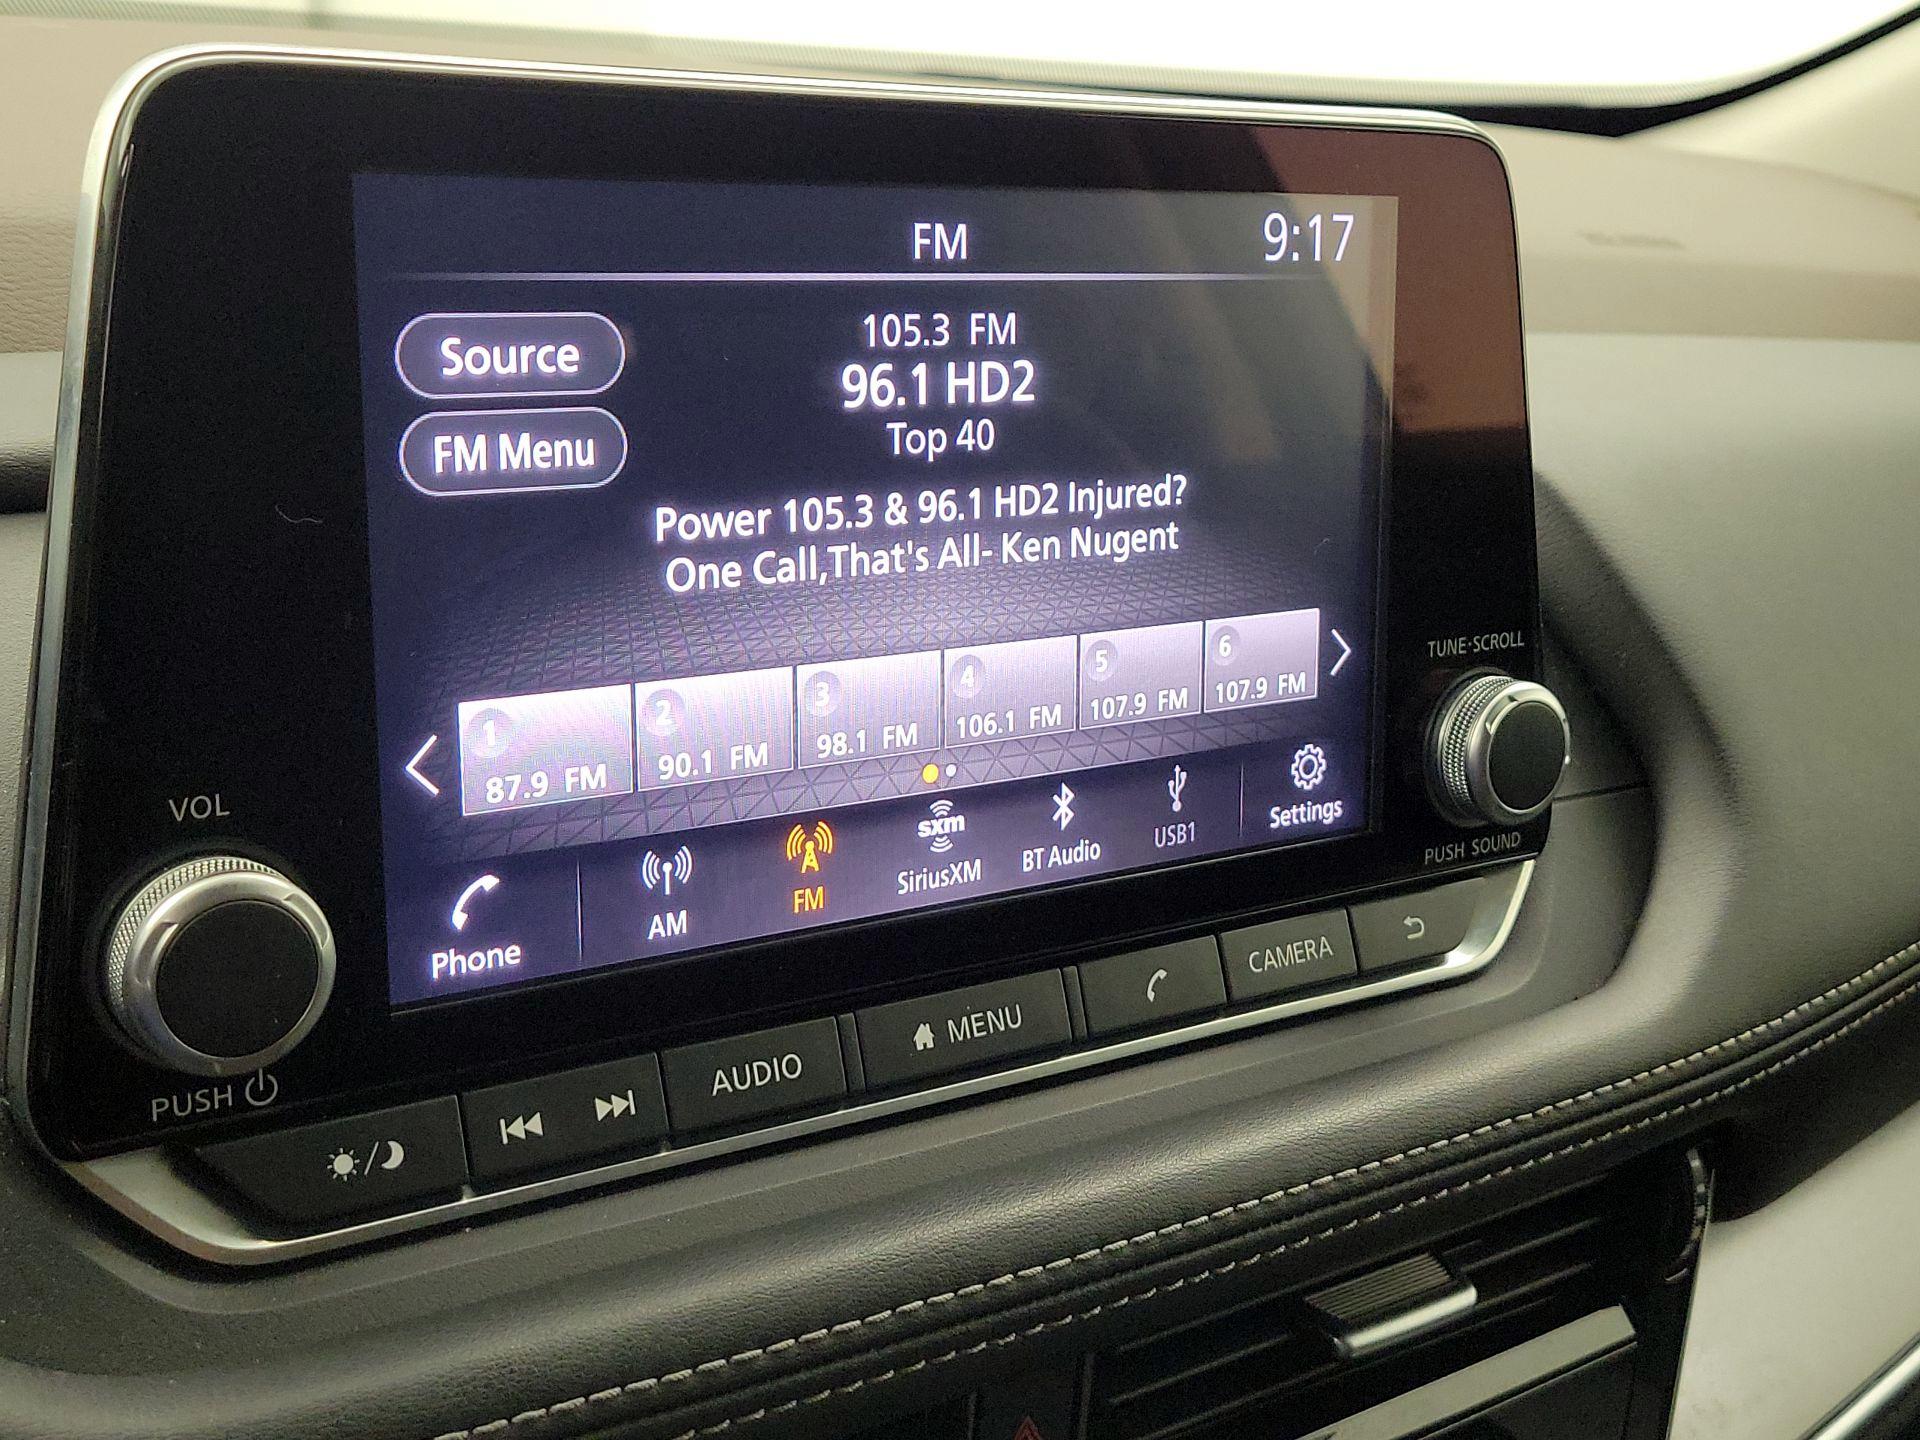 FM
9:17
Source
FM Menu
105.3 FM
96.1 HD2
Top 40
Power 105.3 & 96.1 HD2 Injured?
One Call,That's All- Ken Nugent
1
87.9 FM
2
90.1 FM
3
98.1 FM
4
106.1 FM
5
107.9 FM
6
107.9 FM
Phone
AM
FM
sxm
SiriusXM
BT Audio
USB1
Settings
VOL
PUSH
TUNE·SCROLL
PUSH SOUND
AUDIO
MENU
CAMERA